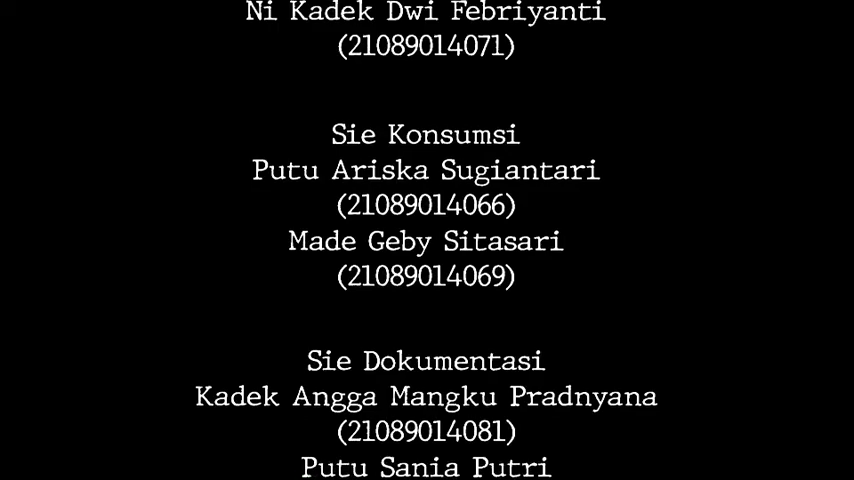 Ni Kadek Dwi Febriyanti
(21089014071)
Sie Konsumsi
Putu Ariska Sugiantari
(21089014066)
Made Geby Sitasari
(21089014069)
Sie Dokumentasi
Kadek Angga Mangku Pradnyana
(21089014081)
Putu Sania Putri